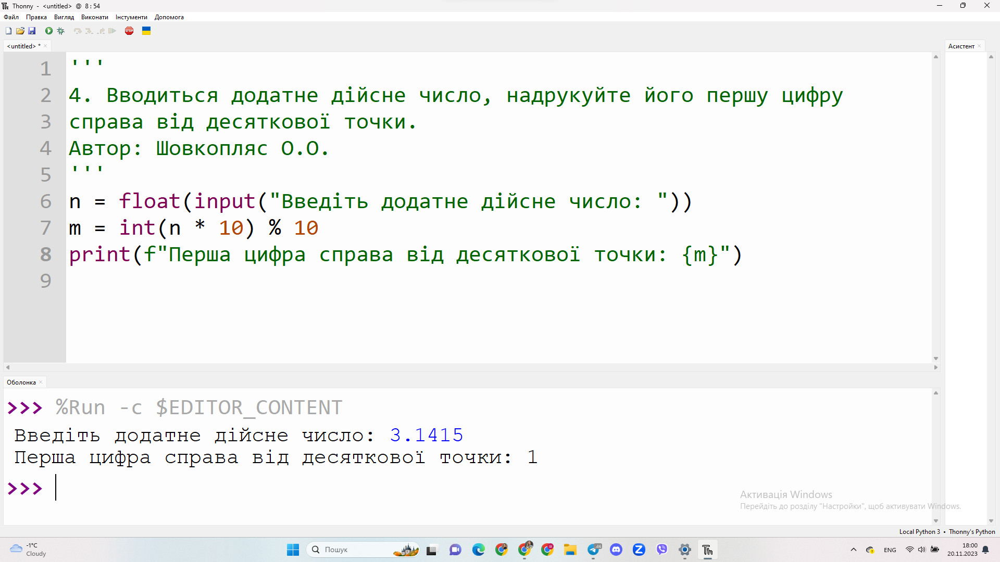 Thonny - <untitled> @ 8 : 54
Файл Правка Вигляд Виконати Інстументи Допомога
STOP
<untitled> *
Асистент
1 '''
2 4. Вводиться додатне дійсне число, надрукуйте його першу цифру
3 справа від десяткової точки.
4 Автор: Шовкопляс О.О.
5 '''
6 n = float(input("Введіть додатне дійсне число: "))
7 m = int(n * 10) % 10
8 print(f"Перша цифра справа від десяткової точки: {m}")
9
Оболонка
>>> %Run -c $EDITOR_CONTENT
Введіть додатне дійсне число: 3.1415
Перша цифра справа від десяткової точки: 1
>>>
Активація Windows
Перейдіть до розділу "Настройки", щоб активувати Windows.
Local Python 3 • Thonny's Python
-1°C
Cloudy
Пошук
46
ENG
18:00
20.11.2023